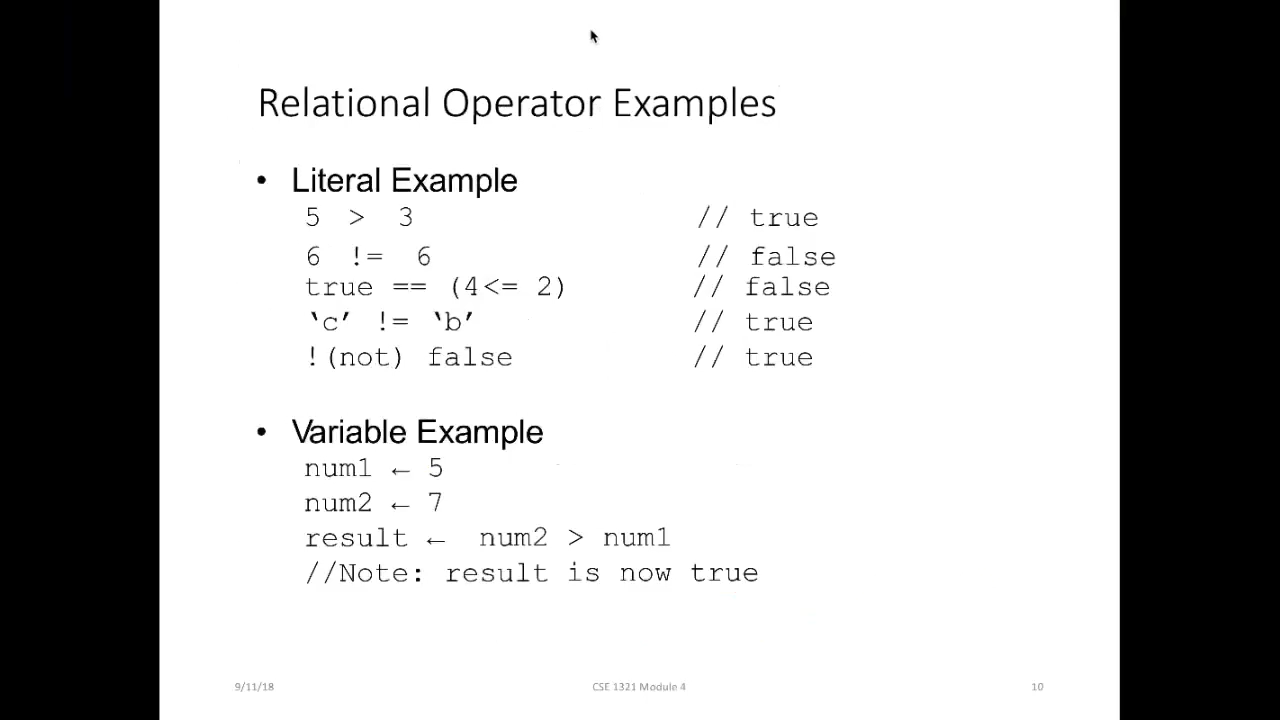 Relational Operator Examples
• Literal Example
5 > 3 // true
6 != 6 // false
true == (4<= 2) // false
‘c’ != ‘b’ // true
!(not) false // true
• Variable Example
num1 ← 5
num2 ← 7
result ← num2 > num1
//Note: result is now true
9/11/18 CSE 1321 Module 4 10